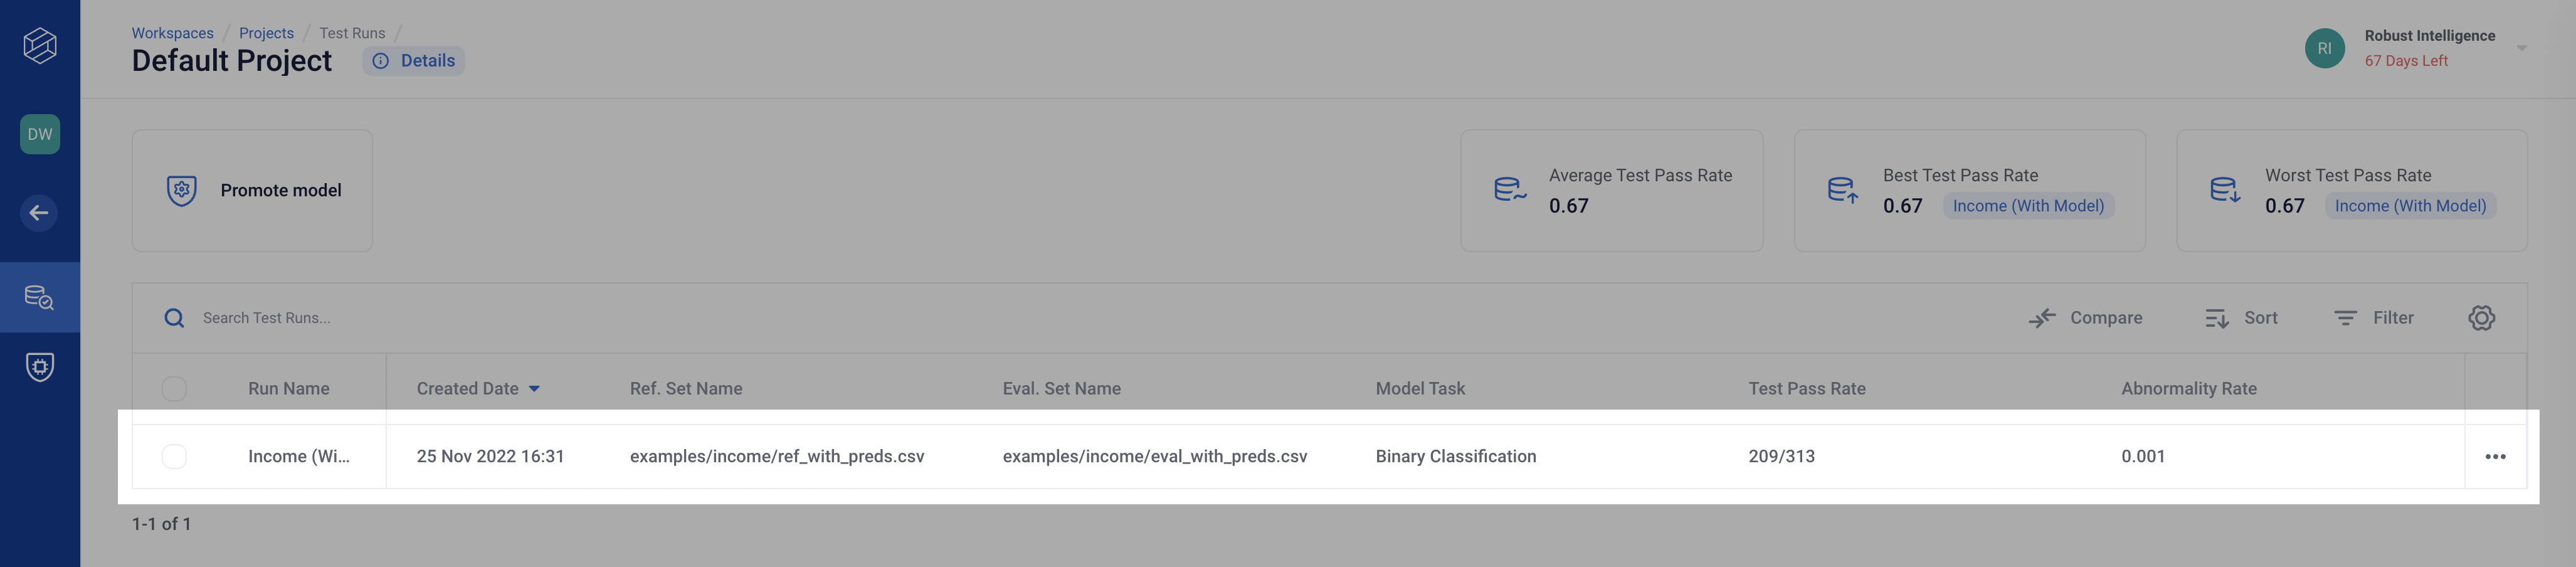 Workspaces / Projects / Test Runs /
Default Project
Details
RI
Robust Intelligence
67 Days Left
DW
Promote model
Average Test Pass Rate
0.67
Best Test Pass Rate
0.67 Income (With Model)
Worst Test Pass Rate
0.67 Income (With Model)
Search Test Runs...
Compare
Sort
Filter
Run Name Created Date Ref. Set Name Eval. Set Name Model Task Test Pass Rate Abnormality Rate
Income (Wi... 25 Nov 2022 16:31 examples/income/ref_with_preds.csv examples/income/eval_with_preds.csv Binary Classification 209/313 0.001
1-1 of 1